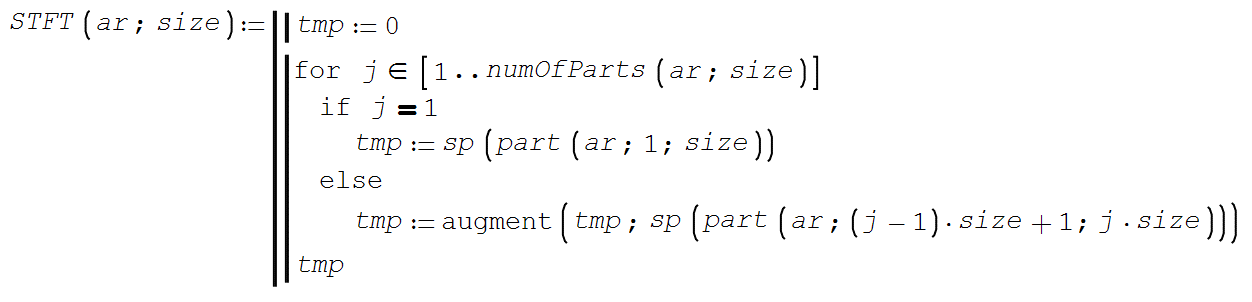 STFT(ar; size):= tmp:=0
for j∈[1..numOfParts(ar; size)]
if j=1
tmp:=sp(part(ar; 1; size))
else
tmp:=augment(tmp; sp(part(ar; (j-1)·size+1; j·size)))
tmp